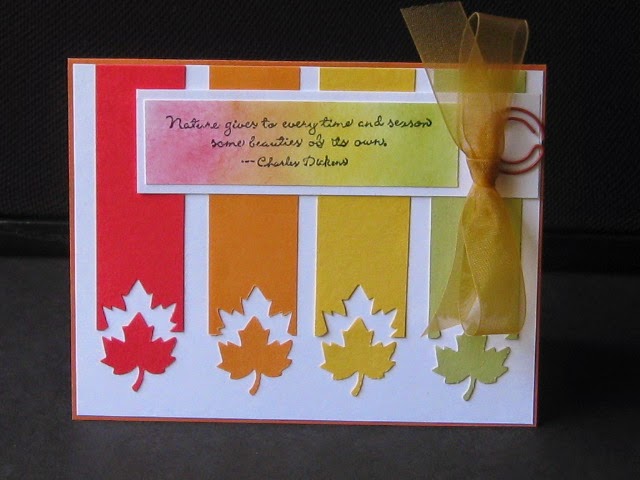 Nature gives to every time and season
some beauties of its own.
--- Charles Dickens